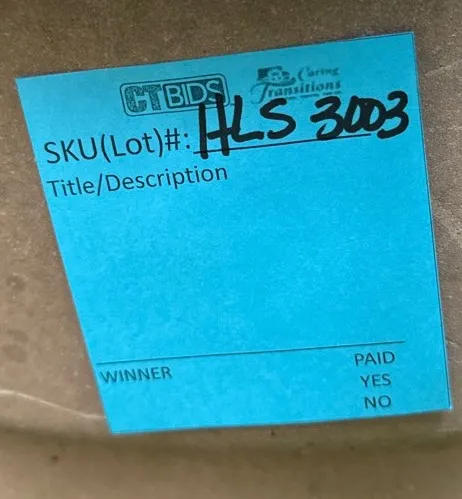 CTBIDS Caring Transitions
SKU(Lot)#: HLS 3003
Title/Description
WINNER PAID
YES
NO